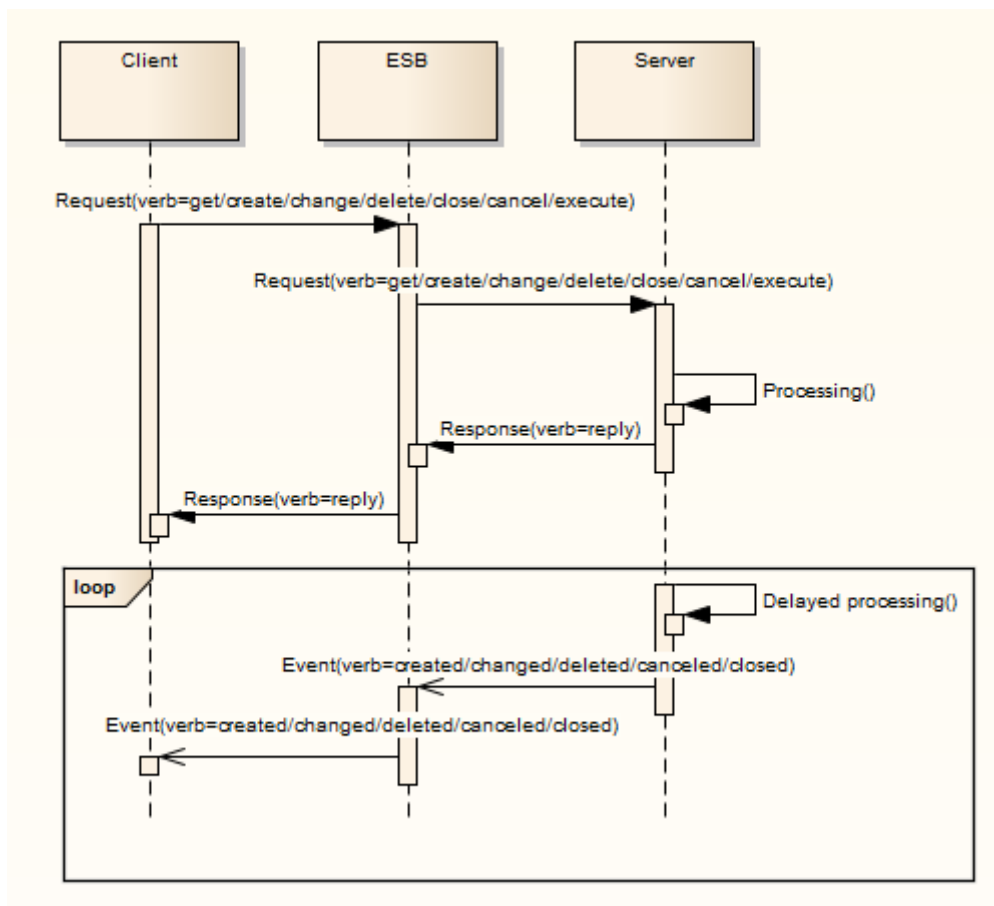 Client
ESB
Server
Request(verb=get/create/change/delete/close/cancel/execute)
Request(verb=get/create/change/delete/close/cancel/execute)
Processing()
Response(verb=reply)
Response(verb=reply)
loop
Delayed processing()
Event(verb=created/changed/deleted/canceled/closed)
Event(verb=created/changed/deleted/canceled/closed)